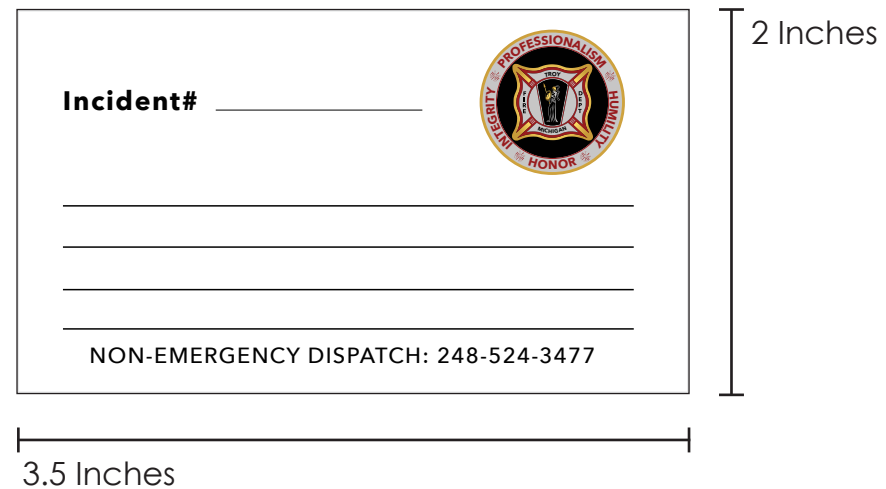 2 Inches
Incident#
PROFESSIONALISM
INTEGRITY
HUMILITY
HONOR
TROY
FIRE
DEPT
MICHIGAN
NON-EMERGENCY DISPATCH: 248-524-3477
3.5 Inches